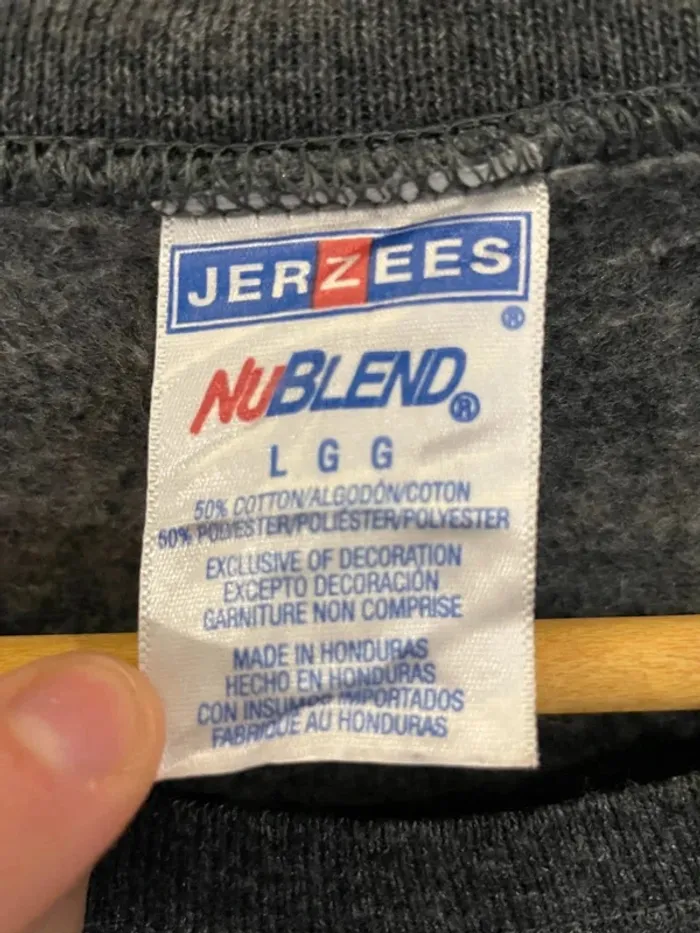 JERZEES®
NUBLEND®
L G G
50% COTTON/ALGODÓN/COTON
50% POLYESTER/POLIÉSTER/POLYESTER
EXCLUSIVE OF DECORATION
EXCEPTO DECORACIÓN
GARNITURE NON COMPRISE
MADE IN HONDURAS
HECHO EN HONDURAS
CON INSUMOS IMPORTADOS
FABRIQUE AU HONDURAS